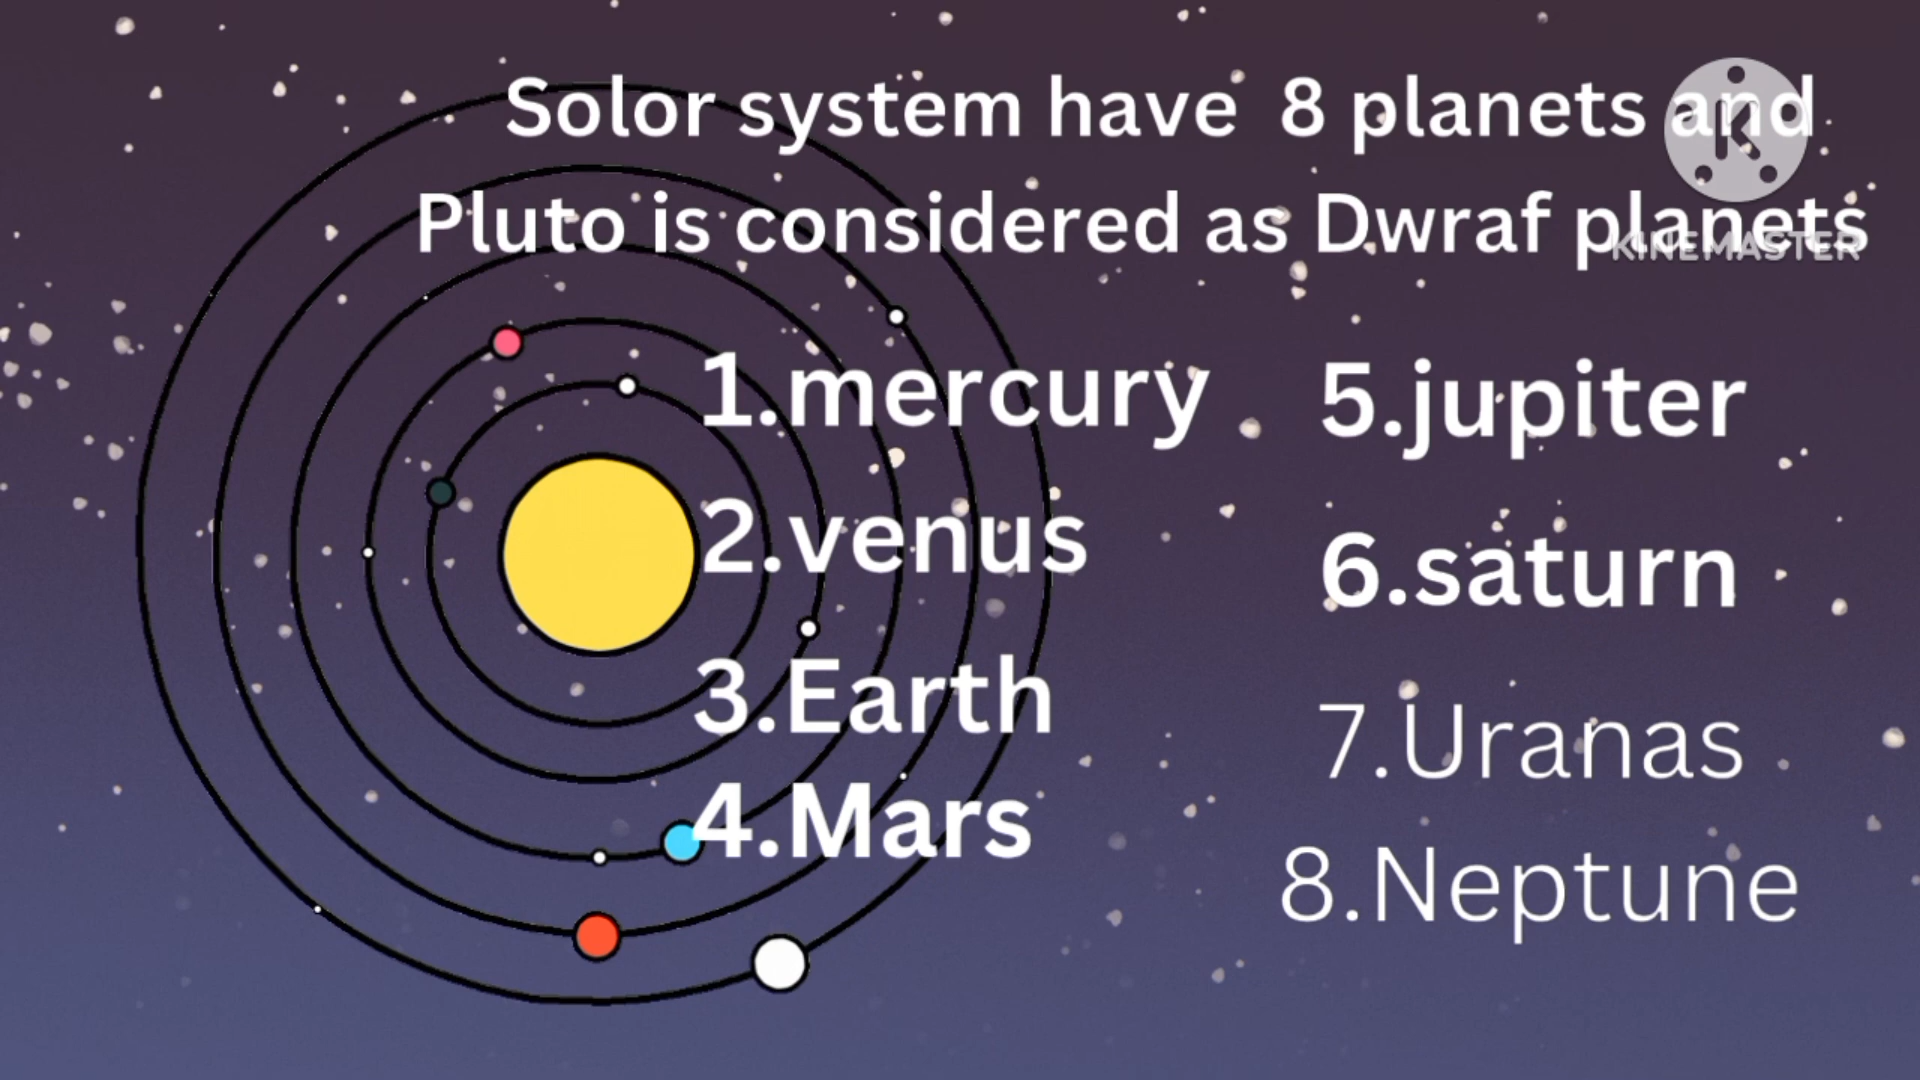 Solor system have 8 planets and
Pluto is considered as Dwraf planets
K
KINEMASTER
1.mercury
2.venus
3.Earth
4.Mars
5.jupiter
6.saturn
7.Uranas
8.Neptune